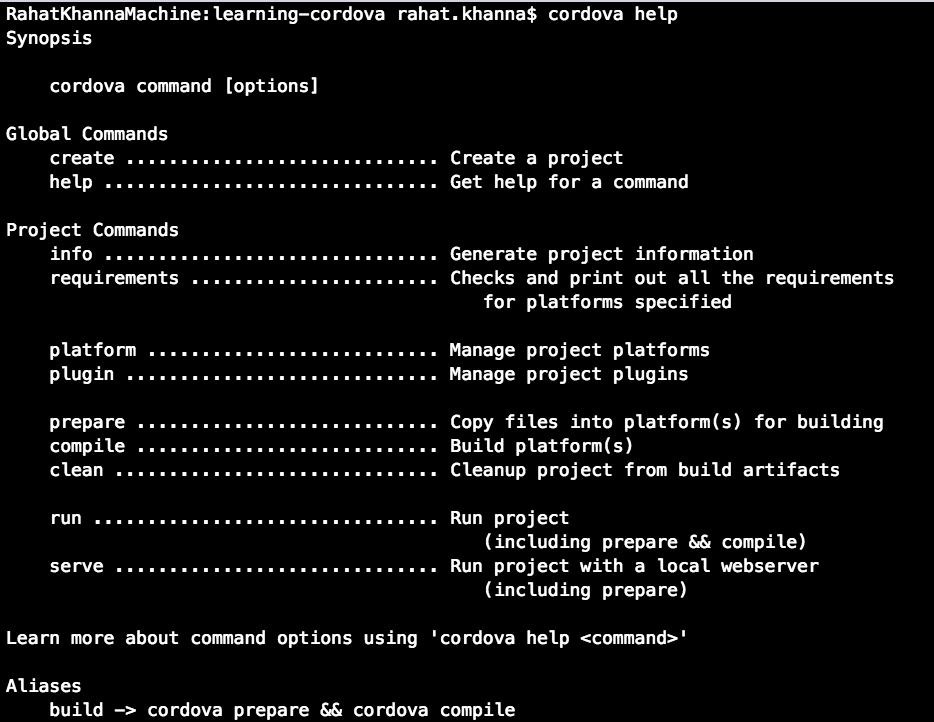 RahatKhannaMachine:learning-cordova rahat.khanna$ cordova help
Synopsis
cordova command [options]
Global Commands
create ............................. Create a project
help ............................... Get help for a command
Project Commands
info ............................... Generate project information
requirements ....................... Checks and print out all the requirements
for platforms specified
platform ........................... Manage project platforms
plugin ............................. Manage project plugins
prepare ............................ Copy files into platform(s) for building
compile ............................ Build platform(s)
clean .............................. Cleanup project from build artifacts
run ................................ Run project
(including prepare && compile)
serve .............................. Run project with a local webserver
(including prepare)
Learn more about command options using 'cordova help <command>'
Aliases
build -> cordova prepare && cordova compile